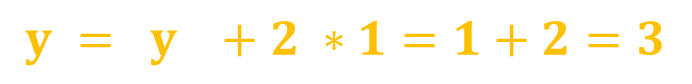 y = y + 2 * 1 = 1 + 2 = 3